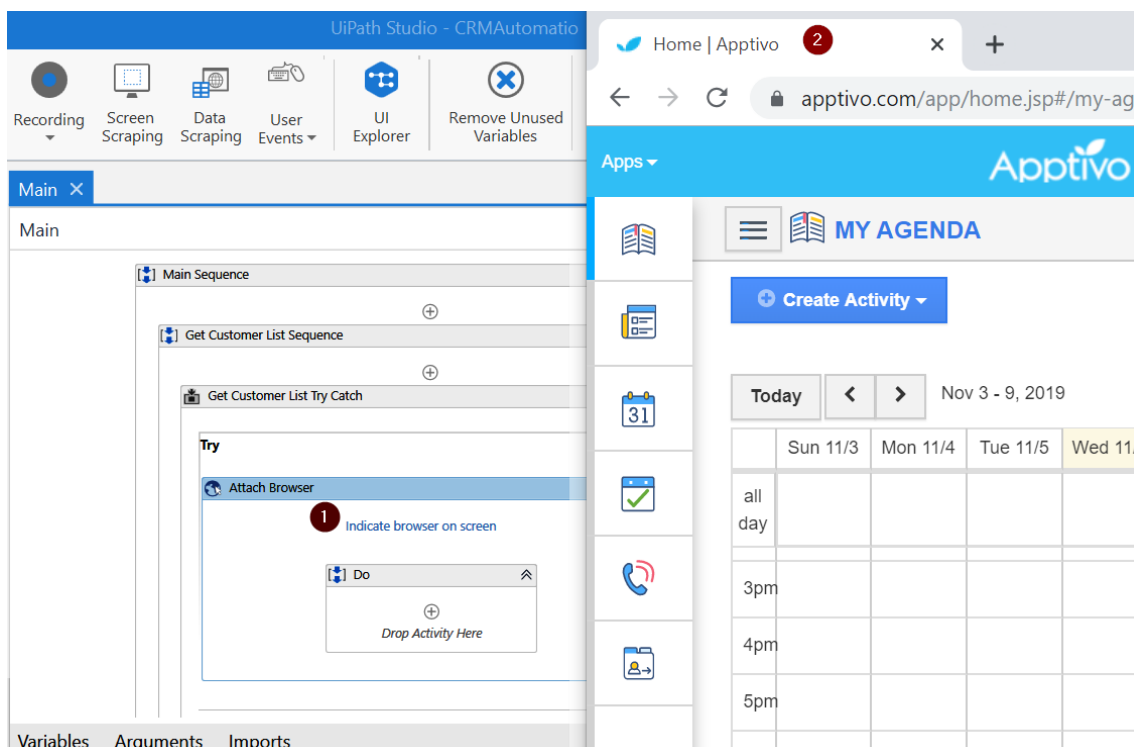 UiPath Studio - CRMAutomatio
Recording
Screen Scraping
Data Scraping
User Events
UI Explorer
Remove Unused Variables
Main
Main
Main Sequence
Get Customer List Sequence
Get Customer List Try Catch
Try
Attach Browser
1 Indicate browser on screen
Do
Drop Activity Here
Variables Arguments Imports
Home | Apptivo 2
apptivo.com/app/home.jsp#/my-ag
Apps
Apptivo
MY AGENDA
Create Activity
31
Today Nov 3 - 9, 2019
Sun 11/3 Mon 11/4 Tue 11/5 Wed 11/
all
day
3pm
4pm
5pm